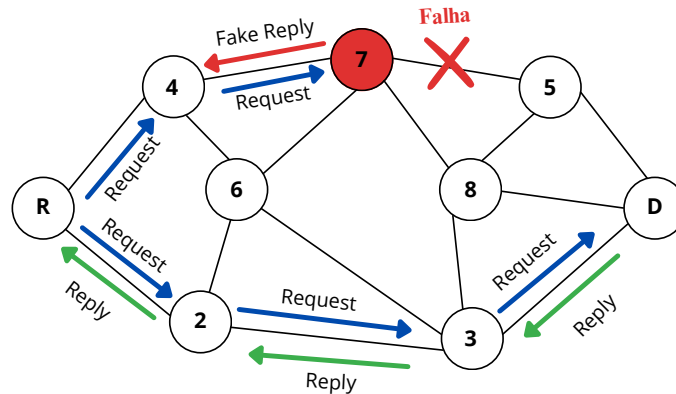 Falha
Fake Reply
7
4
Request
5
Request
6
8
R
D
Request
Request
Reply
Request
2
3
Reply
Reply